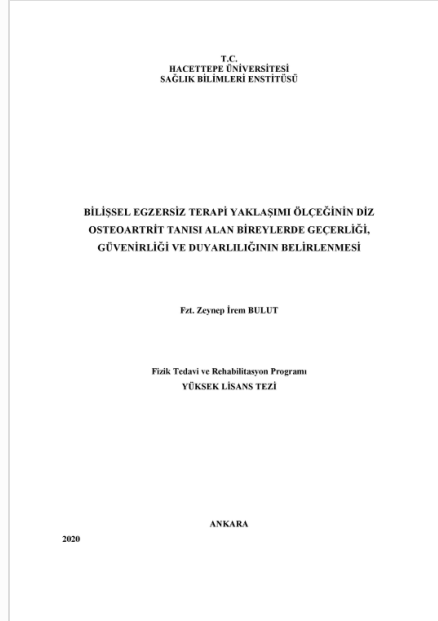 T.C.
HACETTEPE ÜNİVERSİTESİ
SAĞLIK BİLİMLERİ ENSTİTÜSÜ
BİLİŞSEL EGZERSİZ TERAPİ YAKLAŞIMI ÖLÇEĞİNİN DİZ
OSTEOARTRİT TANISI ALAN BİREYLERDE GEÇERLİĞİ,
GÜVENİRLİĞİ VE DUYARLILIĞININ BELİRLENMESİ
Fzt. Zeynep İrem BULUT
Fizik Tedavi ve Rehabilitasyon Programı
YÜKSEK LİSANS TEZİ
ANKARA
2020